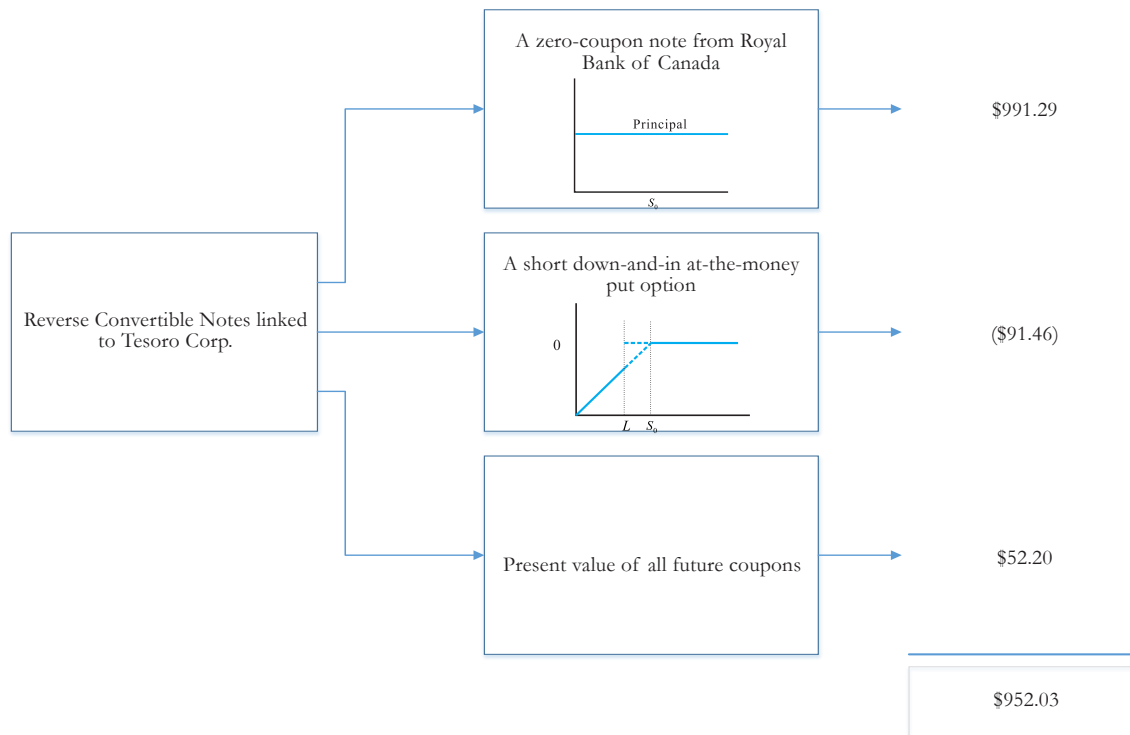 A zero-coupon note from Royal
Bank of Canada
Principal
S₀
$991.29
Reverse Convertible Notes linked
to Tesoro Corp.
A short down-and-in at-the-money
put option
0
L S₀
($91.46)
Present value of all future coupons
$52.20
$952.03